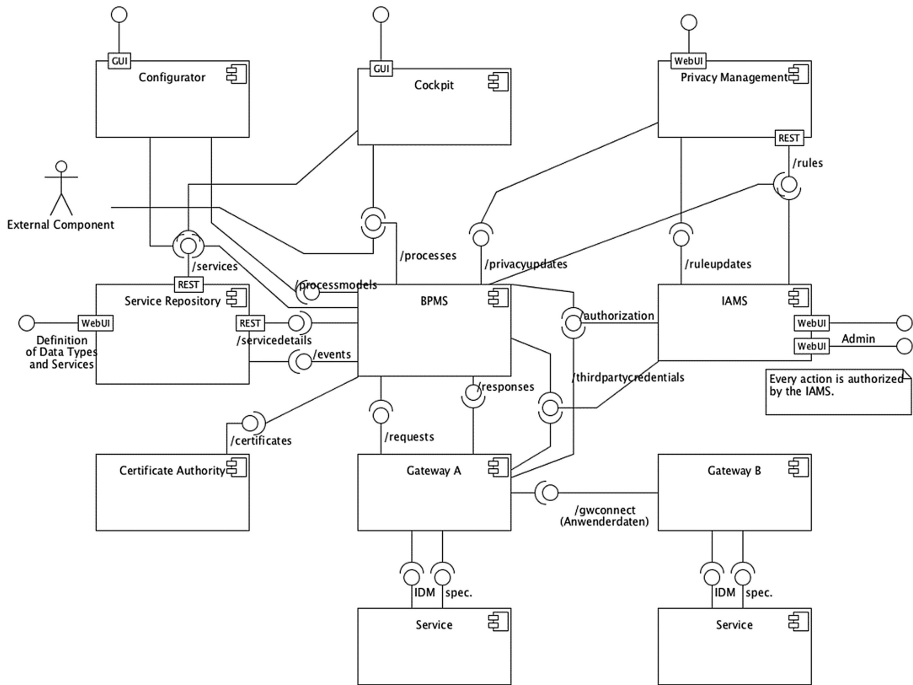 GUI
Configurator
GUI
Cockpit
WebUI
Privacy Management
REST
/rules
External Component
/services
/processes
/privacyupdates
/ruleupdates
/processmodels
REST
Service Repository
BPMS
IAMS
WebUI
REST
/servicedetails
/authorization
WebUI
Admin
WebUI
Definition
of Data Types
and Services
/events
/thirdpartycredentials
/responses
Every action is authorized
by the IAMS.
/certificates
/requests
Certificate Authority
Gateway A
Gateway B
/gwconnect
(Anwenderdaten)
IDM
spec.
IDM
spec.
Service
Service